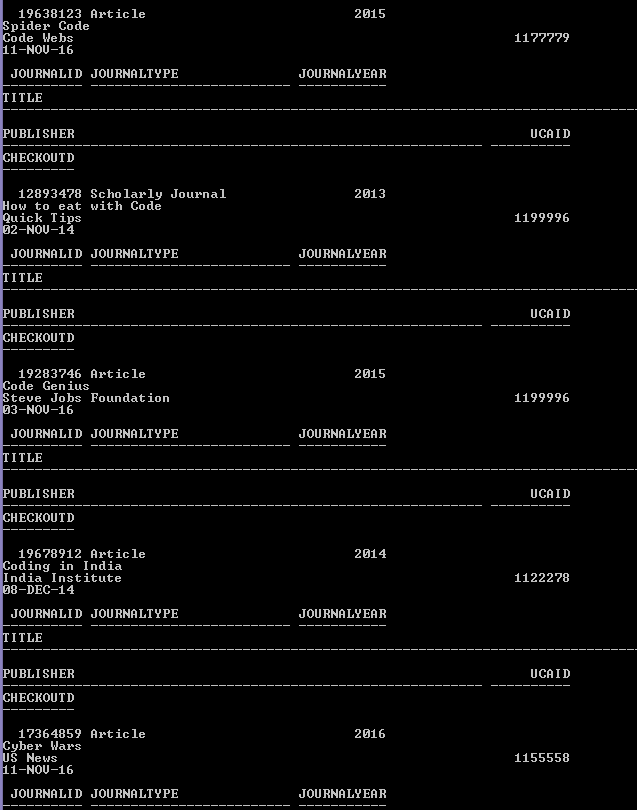 19638123 Article 2015
Spider Code
Code Webs 1177779
11-NOV-16
JOURNALID JOURNALTYPE JOURNALYEAR
---------- ------------------------- -----------
TITLE
--------------------------------------------------------------------------------
PUBLISHER UCAID
------------------------------------------------------------ ----------
CHECKOUTD
---------
12893478 Scholarly Journal 2013
How to eat with Code
Quick Tips 1199996
02-NOV-14
JOURNALID JOURNALTYPE JOURNALYEAR
---------- ------------------------- -----------
TITLE
--------------------------------------------------------------------------------
PUBLISHER UCAID
------------------------------------------------------------ ----------
CHECKOUTD
---------
19283746 Article 2015
Code Genius
Steve Jobs Foundation 1199996
03-NOV-16
JOURNALID JOURNALTYPE JOURNALYEAR
---------- ------------------------- -----------
TITLE
--------------------------------------------------------------------------------
PUBLISHER UCAID
------------------------------------------------------------ ----------
CHECKOUTD
---------
19678912 Article 2014
Coding in India
India Institute 1122278
08-DEC-14
JOURNALID JOURNALTYPE JOURNALYEAR
---------- ------------------------- -----------
TITLE
--------------------------------------------------------------------------------
PUBLISHER UCAID
------------------------------------------------------------ ----------
CHECKOUTD
---------
17364859 Article 2016
Cyber Wars
US News 1155558
11-NOV-16
JOURNALID JOURNALTYPE JOURNALYEAR
---------- ------------------------- -----------